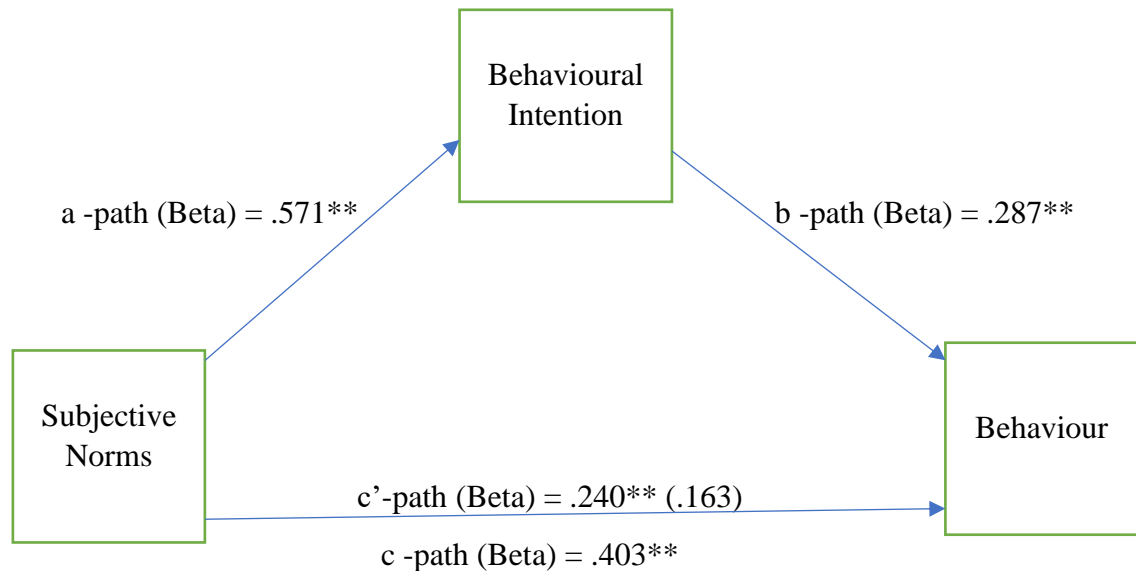 Behavioural
Intention
a -path (Beta) = .571**
b -path (Beta) = .287**
Subjective
Norms
Behaviour
c’-path (Beta) = .240** (.163)
c -path (Beta) = .403**